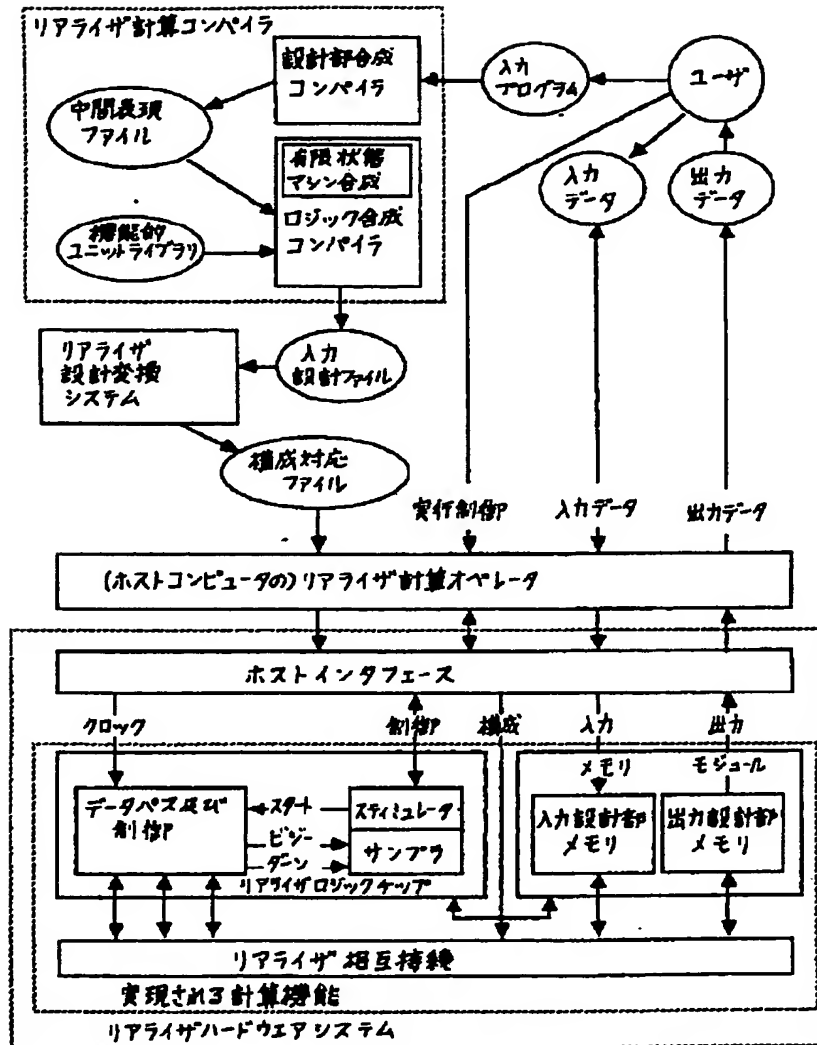 リアライザ計算コンパイラ
設計部合成
コンパイラ
入力
プログラム
ユーザ
中間表現
ファイル
有限状態
マシン合成
ロジック合成
コンパイラ
機能的
ユニットライブラリ
入力
データ
出力
データ
リアライザ
設計変換
システム
入力
設計ファイル
構成対応
ファイル
実行制御
入力データ
出力データ
(ホストコンピュータの)リアライザ計算オペレータ
ホストインタフェース
クロック
制御
構成
入力
出力
メモリ
モジュール
データパス及び
制御
スタート
ビジー
ダーン
スティミュレータ
サンプラ
リアライザロジックチップ
入力設計部
メモリ
出力設計部
メモリ
リアライザ相互接続
実現される計算機能
リアライザハードウエアシステム